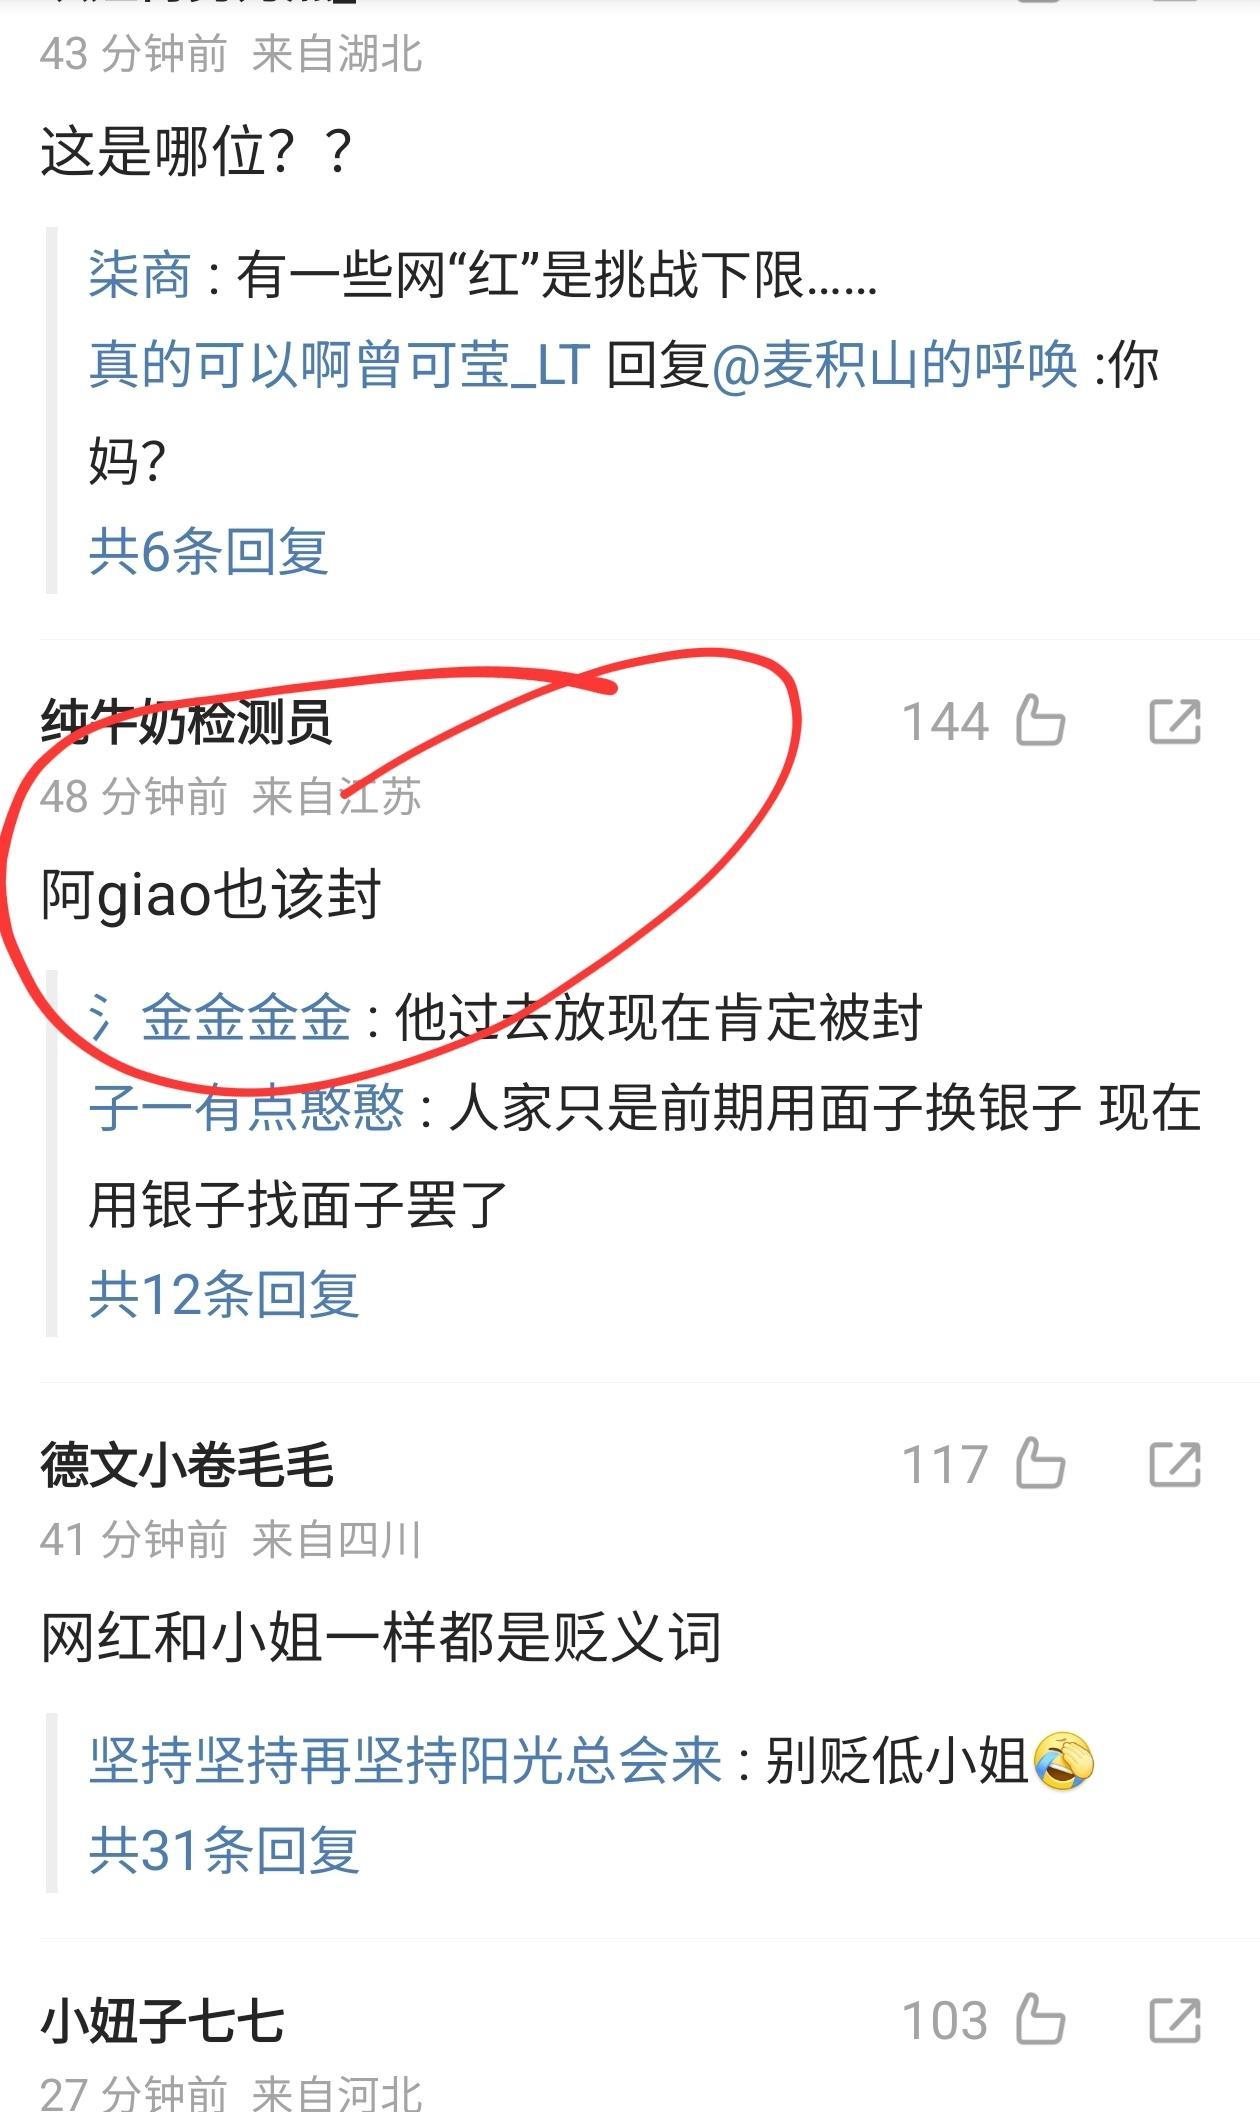 43 分钟前 来自湖北
这是哪位？？
柒商：有一些网“红”是挑战下限……
真的可以啊曾可莹_LT 回复@麦积山的呼唤 :你
妈？
共6条回复
纯牛奶检测员
144
48 分钟前 来自江苏
阿giao也该封
氵金金金金：他过去放现在肯定被封
子一有点憨憨：人家只是前期用面子换银子 现在
用银子找面子罢了
共12条回复
德文小卷毛毛
117
41 分钟前 来自四川
网红和小姐一样都是贬义词
坚持坚持再坚持阳光总会来：别贬低小姐🤣
共31条回复
小妞子七七
103
27 分钟前 来自河北